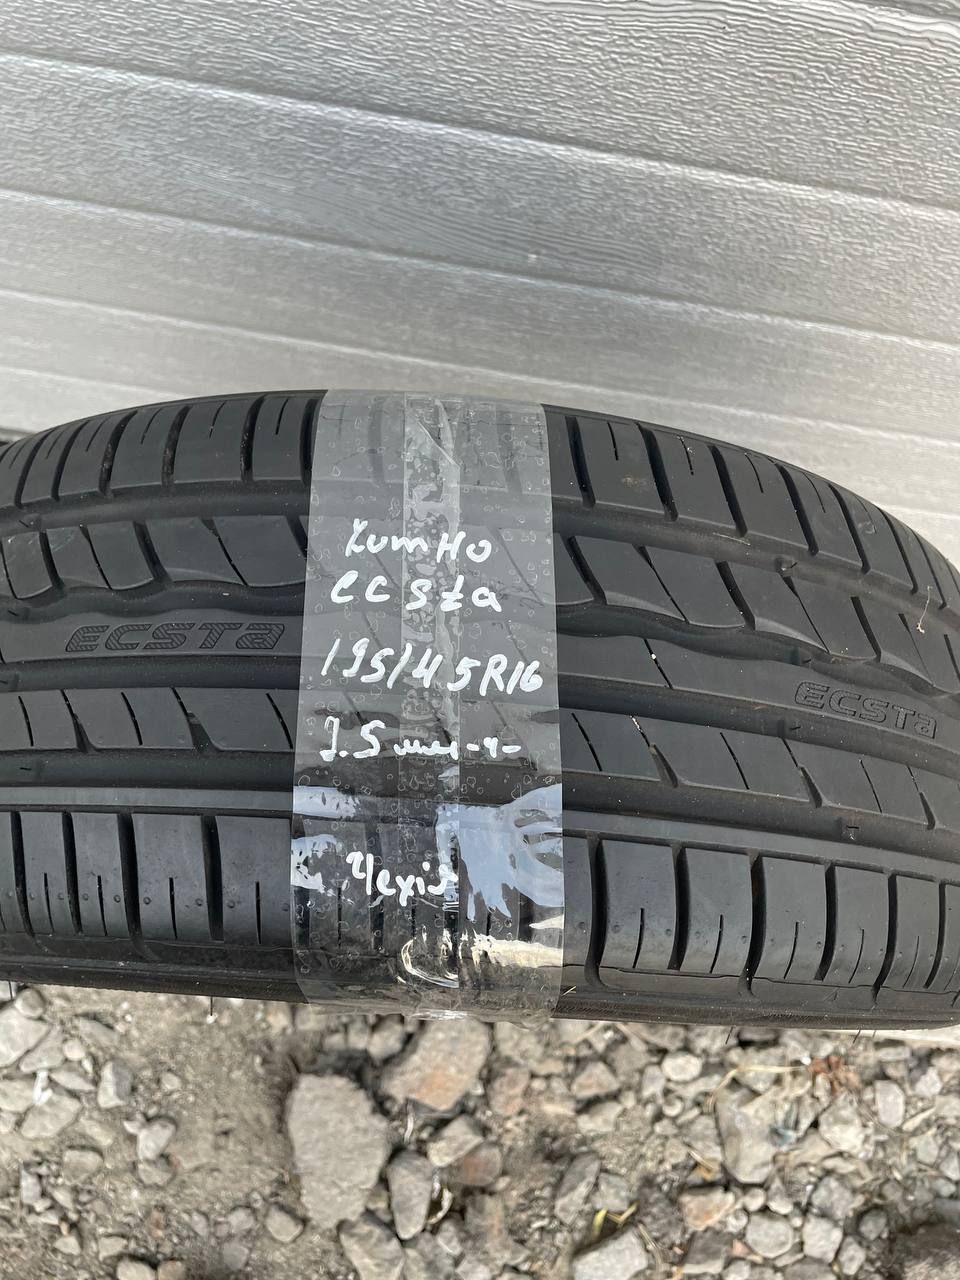 KumHo
eCsta
195/45R16
7.5 мм-ч-
Чехія
ECSTa
ECSTa